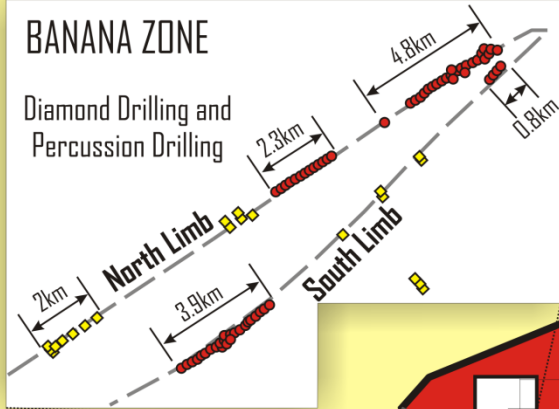 BANANA ZONE
Diamond Drilling and
Percussion Drilling
4.8km
0.8km
2.3km
North Limb
South Limb
2km
3.9km